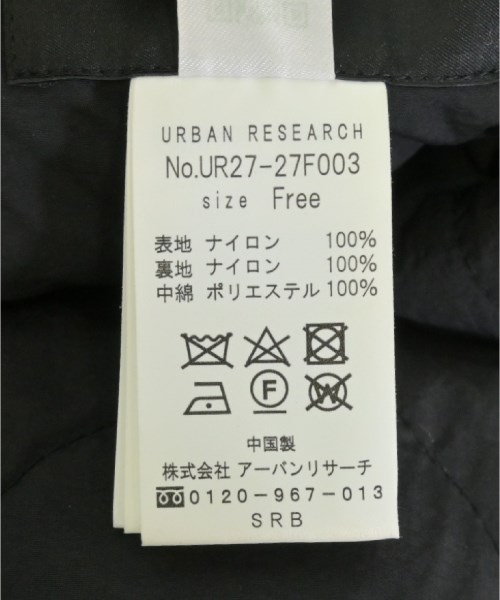 URBAN RESEARCH
No.UR27-27F003
size Free
表地 ナイロン 100%
裏地 ナイロン 100%
中綿 ポリエステル 100%
F
W
中国製
株式会社 アーバンリサーチ
0120-967-013
SRB